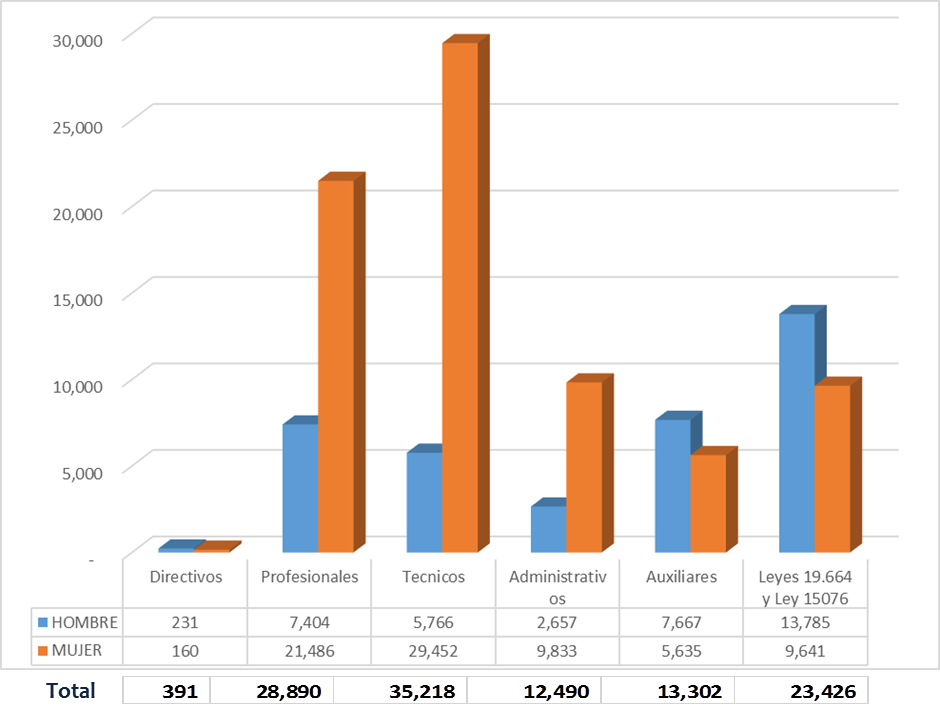 30,000
25,000
20,000
15,000
10,000
5,000
-
Directivos Profesionales Tecnicos Administrativ Auxiliares Leyes 19.664
os y Ley 15076
HOMBRE 231 7,404 5,766 2,657 7,667 13,785
MUJER 160 21,486 29,452 9,833 5,635 9,641
Total 391 28,890 35,218 12,490 13,302 23,426